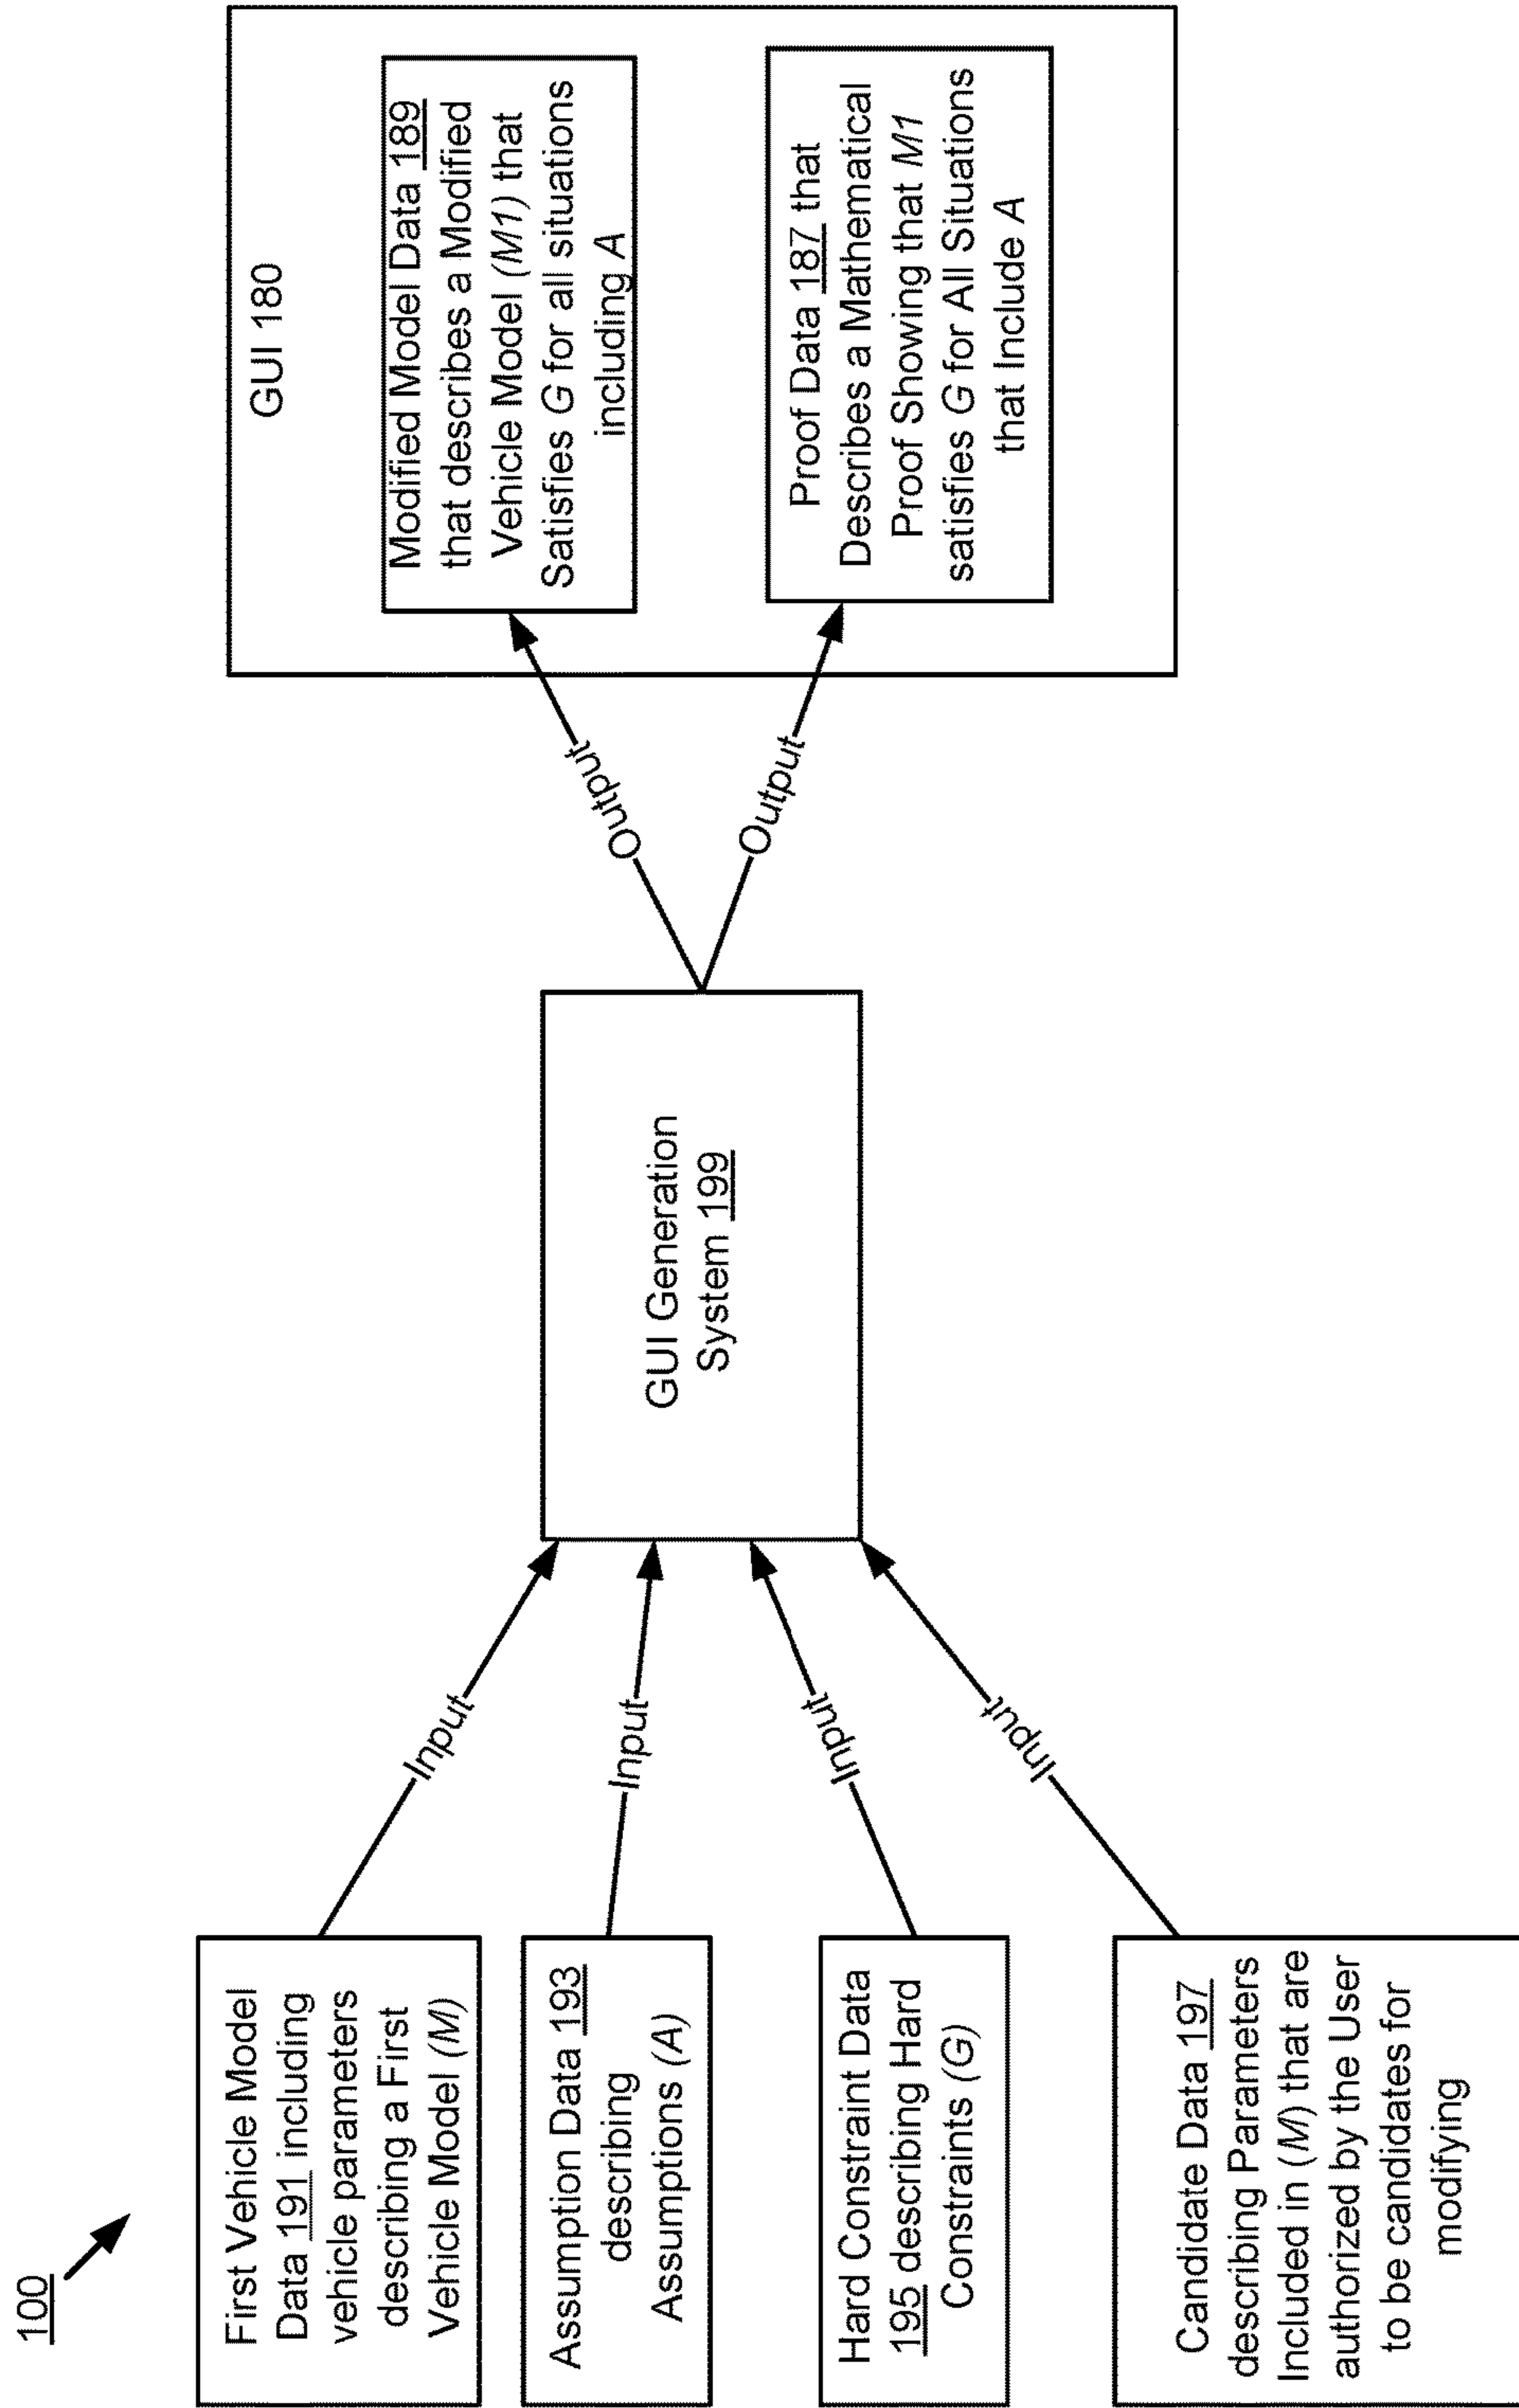 100
First Vehicle Model
Data 191 including
vehicle parameters
describing a First
Vehicle Model (M)
Input
Assumption Data 193
describing
Assumptions (A)
Input
Hard Constraint Data
195 describing Hard
Constraints (G)
Input
Candidate Data 197
describing Parameters
Included in (M) that are
authorized by the User
to be candidates for
modifying
Input
GUI Generation
System 199
Output
Output
GUI 180
Modified Model Data 189
that describes a Modified
Vehicle Model (M1) that
Satisfies G for all situations
including A
Proof Data 187 that
Describes a Mathematical
Proof Showing that M1
satisfies G for All Situations
that Include A